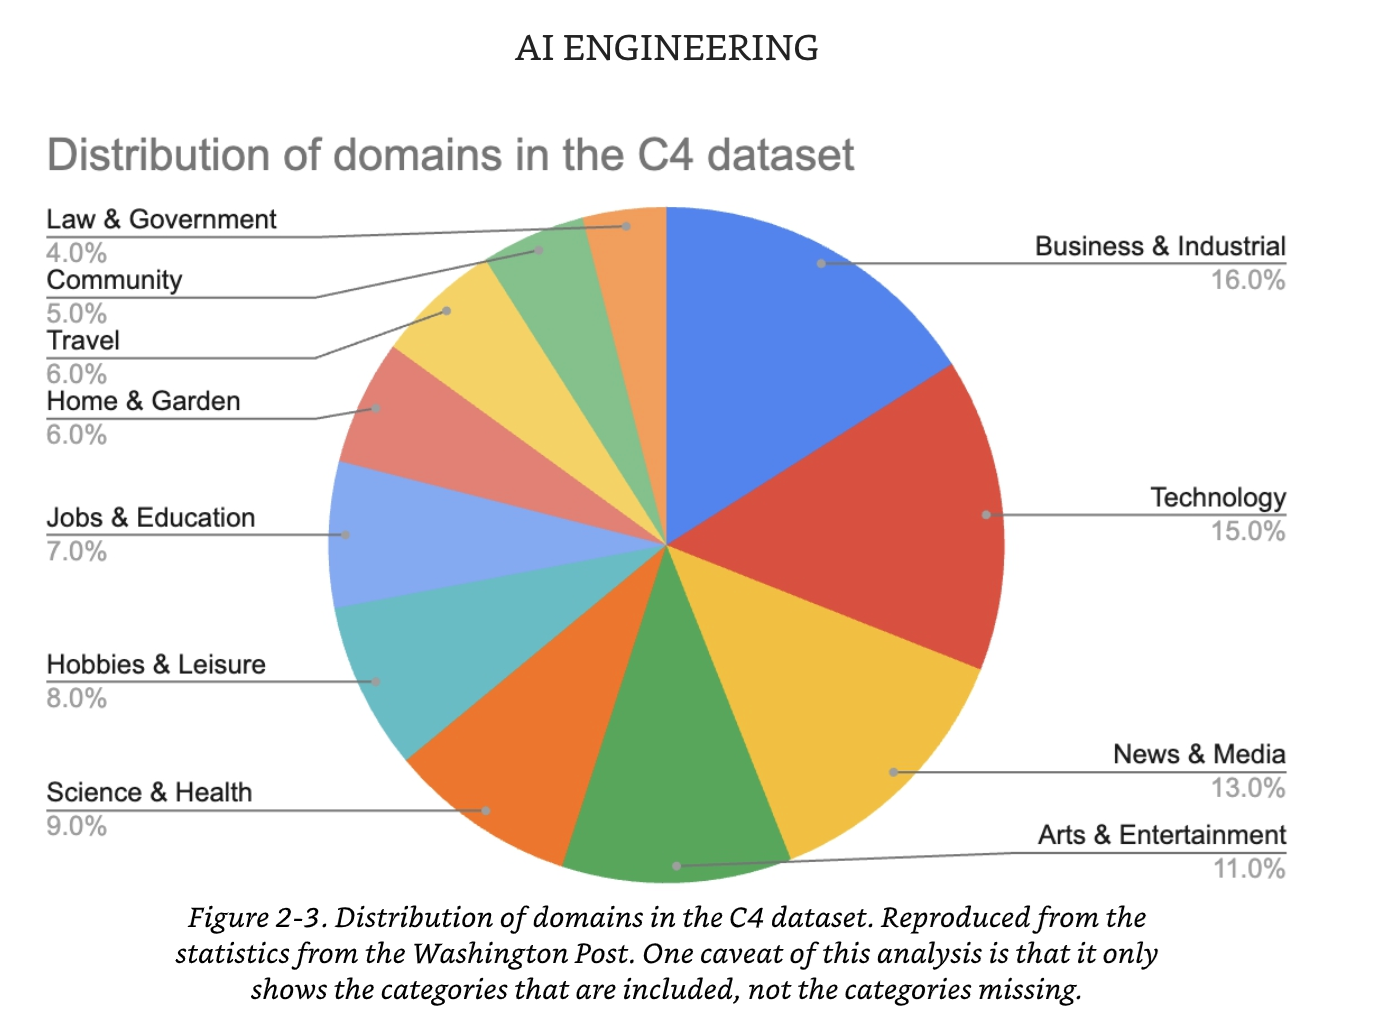 AI ENGINEERING
Distribution of domains in the C4 dataset
Law & Government
4.0%
Community
5.0%
Travel
6.0%
Home & Garden
6.0%
Jobs & Education
7.0%
Hobbies & Leisure
8.0%
Science & Health
9.0%
Business & Industrial
16.0%
Technology
15.0%
News & Media
13.0%
Arts & Entertainment
11.0%
Figure 2-3. Distribution of domains in the C4 dataset. Reproduced from the
statistics from the Washington Post. One caveat of this analysis is that it only
shows the categories that are included, not the categories missing.